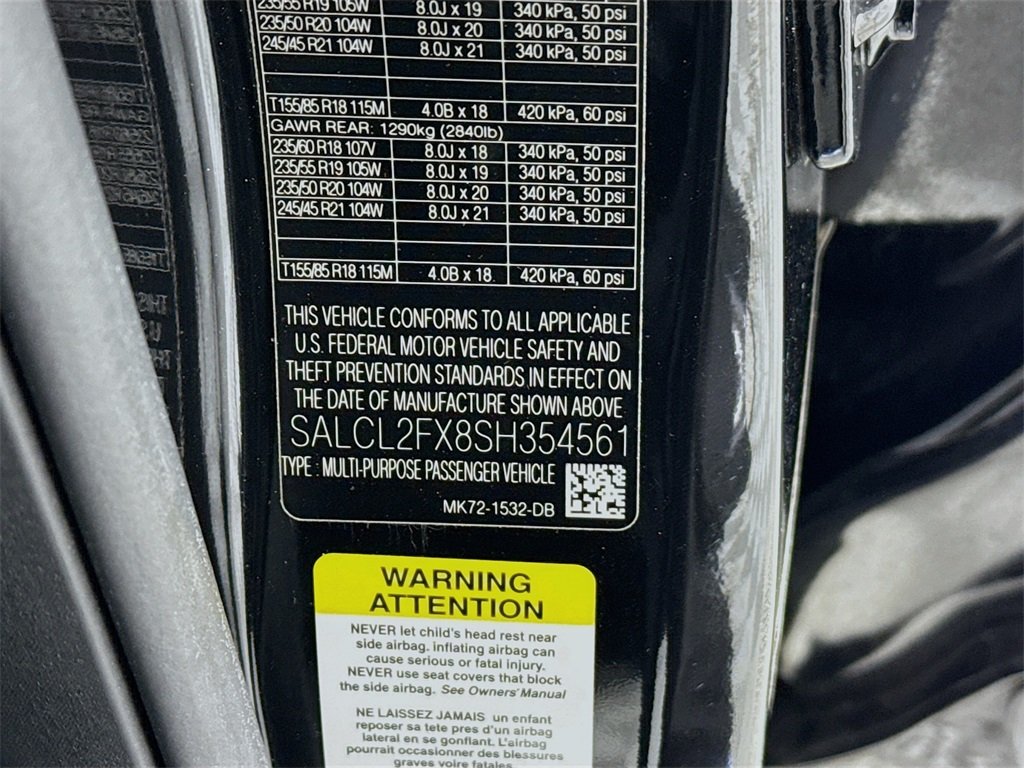 235/55 R19 105W 8.0J x 19 340 kPa, 50 psi
235/50 R20 104W 8.0J x 20 340 kPa, 50 psi
245/45 R21 104W 8.0J x 21 340 kPa, 50 psi
T155/85 R18 115M 4.0B x 18 420 kPa, 60 psi
GAWR REAR: 1290kg (2840lb)
235/60 R18 107V 8.0J x 18 340 kPa, 50 psi
235/55 R19 105W 8.0J x 19 340 kPa, 50 psi
235/50 R20 104W 8.0J x 20 340 kPa, 50 psi
245/45 R21 104W 8.0J x 21 340 kPa, 50 psi
T155/85 R18 115M 4.0B x 18 420 kPa, 60 psi
THIS VEHICLE CONFORMS TO ALL APPLICABLE
U.S. FEDERAL MOTOR VEHICLE SAFETY AND
THEFT PREVENTION STANDARDS IN EFFECT ON
THE DATE OF MANUFACTURE SHOWN ABOVE
SALCL2FX8SH354561
TYPE : MULTI-PURPOSE PASSENGER VEHICLE
MK72-1532-DB
WARNING
ATTENTION
NEVER let child's head rest near
side airbag. inflating airbag can
cause serious or fatal injury.
NEVER use seat covers that block
the side airbag. See Owners' Manual
NE LAISSEZ JAMAIS un enfant
reposer sa tete pres d'un airbag
lateral en se gonflant. L'airbag
pourrait occasionner des blessures
graves voire fatales.